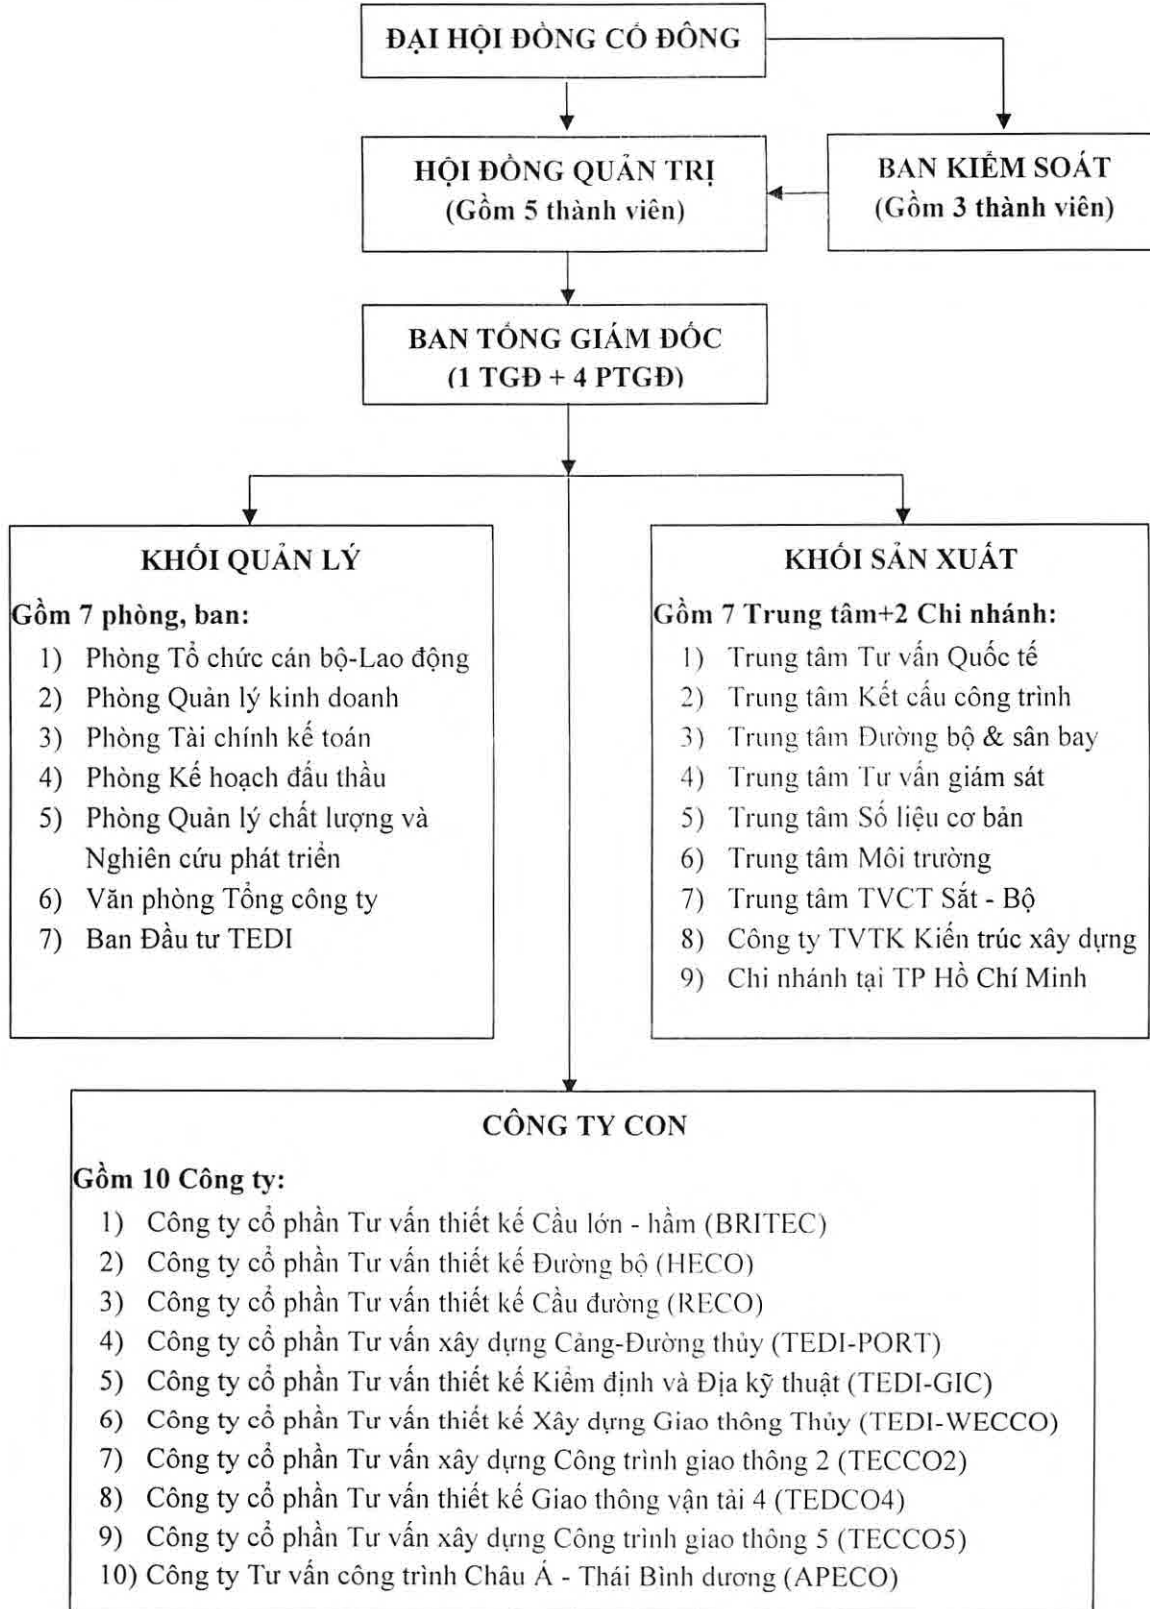 ĐẠI HỘI ĐỒNG CỔ ĐÔNG
HỘI ĐỒNG QUẢN TRỊ
(Gồm 5 thành viên)
BAN KIỂM SOÁT
(Gồm 3 thành viên)
BAN TỔNG GIÁM ĐỐC
(1 TGĐ + 4 PTGĐ)
KHỐI QUẢN LÝ
Gồm 7 phòng, ban:
1) Phòng Tổ chức cán bộ-Lao động
2) Phòng Quản lý kinh doanh
3) Phòng Tài chính kế toán
4) Phòng Kế hoạch đấu thầu
5) Phòng Quản lý chất lượng và
Nghiên cứu phát triển
6) Văn phòng Tổng công ty
7) Ban Đầu tư TEDI
KHỐI SẢN XUẤT
Gồm 7 Trung tâm+2 Chi nhánh:
1) Trung tâm Tư vấn Quốc tế
2) Trung tâm Kết cấu công trình
3) Trung tâm Đường bộ & sân bay
4) Trung tâm Tư vấn giám sát
5) Trung tâm Số liệu cơ bản
6) Trung tâm Môi trường
7) Trung tâm TVCT Sắt - Bộ
8) Công ty TVTK Kiến trúc xây dựng
9) Chi nhánh tại TP Hồ Chí Minh
CÔNG TY CON
Gồm 10 Công ty:
1) Công ty cổ phần Tư vấn thiết kế Cầu lớn - hầm (BRITEC)
2) Công ty cổ phần Tư vấn thiết kế Đường bộ (HECO)
3) Công ty cổ phần Tư vấn thiết kế Cầu đường (RECO)
4) Công ty cổ phần Tư vấn xây dựng Cảng-Đường thủy (TEDI-PORT)
5) Công ty cổ phần Tư vấn thiết kế Kiểm định và Địa kỹ thuật (TEDI-GIC)
6) Công ty cổ phần Tư vấn thiết kế Xây dựng Giao thông Thủy (TEDI-WECCO)
7) Công ty cổ phần Tư vấn xây dựng Công trình giao thông 2 (TECCO2)
8) Công ty cổ phần Tư vấn thiết kế Giao thông vận tải 4 (TEDCO4)
9) Công ty cổ phần Tư vấn xây dựng Công trình giao thông 5 (TECCO5)
10) Công ty Tư vấn công trình Châu Á - Thái Bình dương (APECO)